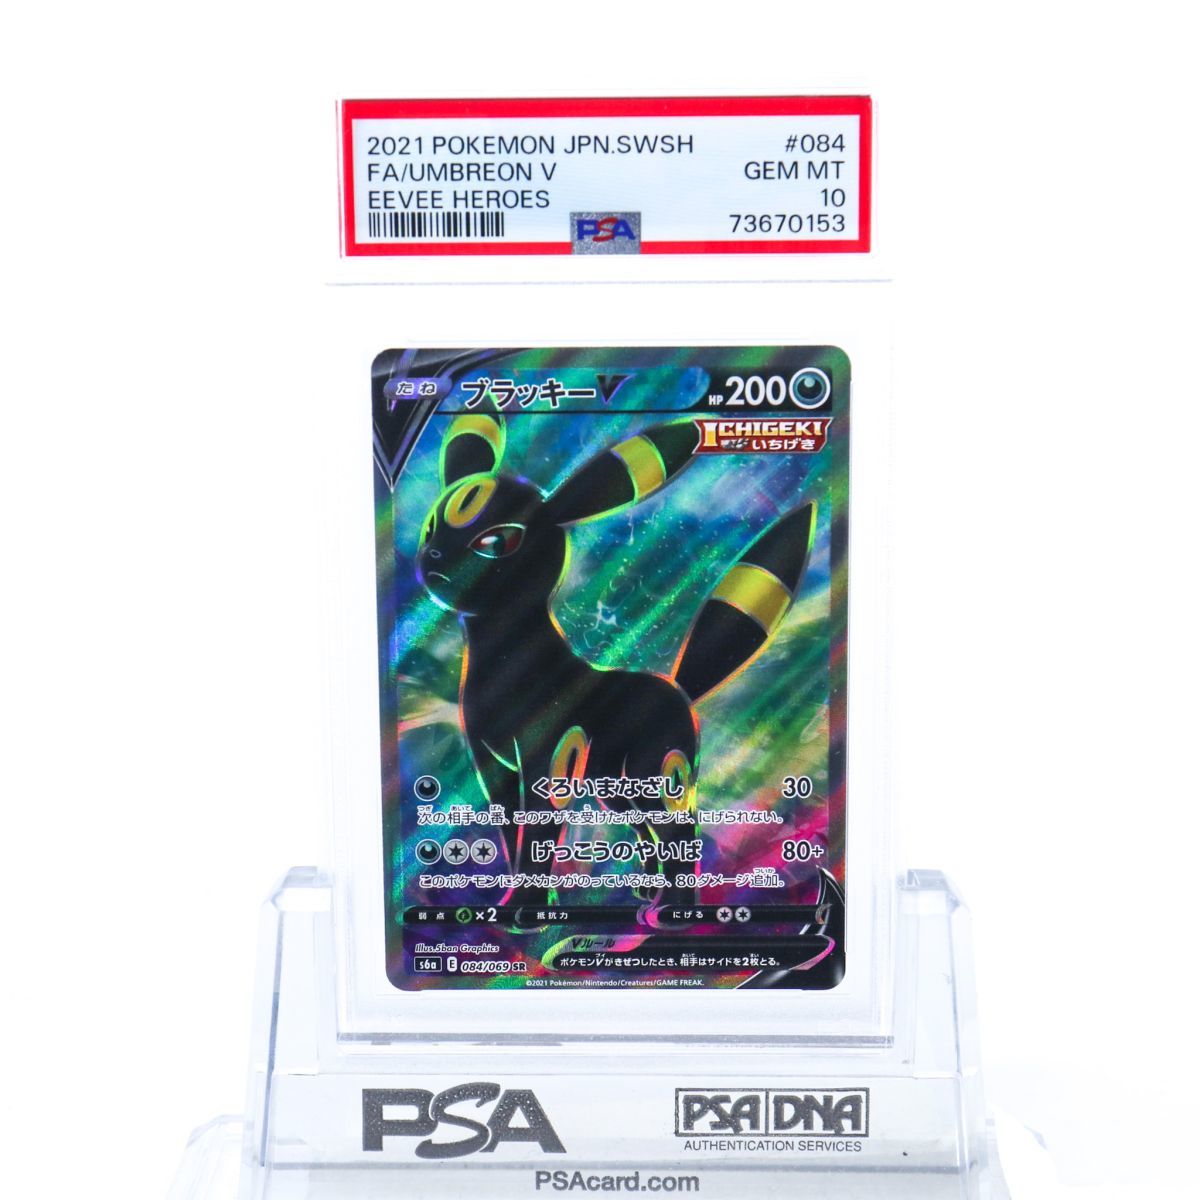 2021 POKEMON JPN.SWSH #084
FA/UMBREON V GEM MT
EEVEE HEROES 10
PSA 73670153
たね ブラッキーV HP 200
ICHIGEKI
いちげき
くろいまなざし 30
次の相手の番、このワザを受けたポケモンは、にげられない。
げっこうのやいば 80+
このポケモンにダメカンがのっているなら、80ダメージ追加。
弱点 ×2 抵抗力 にげる
Illus. 5ban Graphics
Vルール
s6a E 084/069 SR
ポケモンVがきぜつしたとき、相手はサイドを2枚とる。
©2021 Pokémon/Nintendo/Creatures/GAME FREAK.
PSA PSA DNA
AUTHENTICATION SERVICES
PSAcard.com